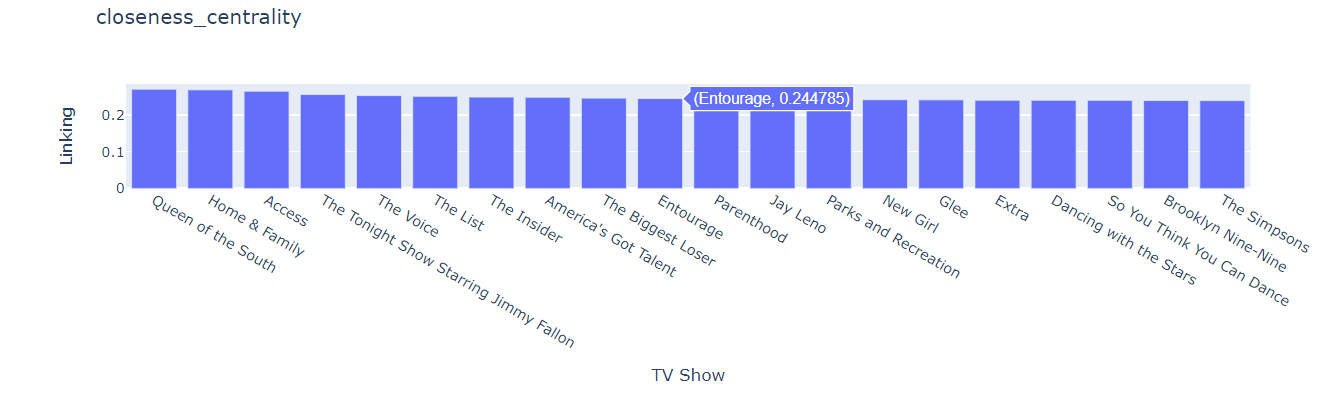 closeness_centrality
Linking
0.2
0.1
0
(Entourage, 0.244785)
Queen of the South
Home & Family
Access
The Tonight Show Starring Jimmy Fallon
The Voice
The List
The Insider
America's Got Talent
The Biggest Loser
Entourage
Parenthood
Jay Leno
Parks and Recreation
New Girl
Glee
Extra
Dancing with the Stars
So You Think You Can Dance
Brooklyn Nine-Nine
The Simpsons
TV Show